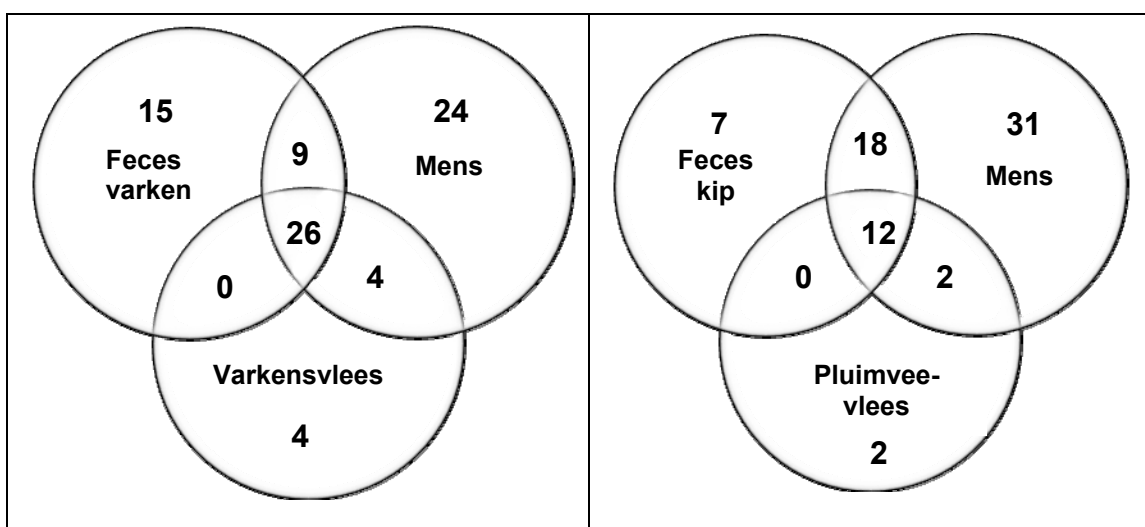 15
Feces
varken
9
24
Mens
26
0
4
Varkensvlees
4
7
Feces
kip
18
31
Mens
12
0
2
Pluimvee-
vlees
2